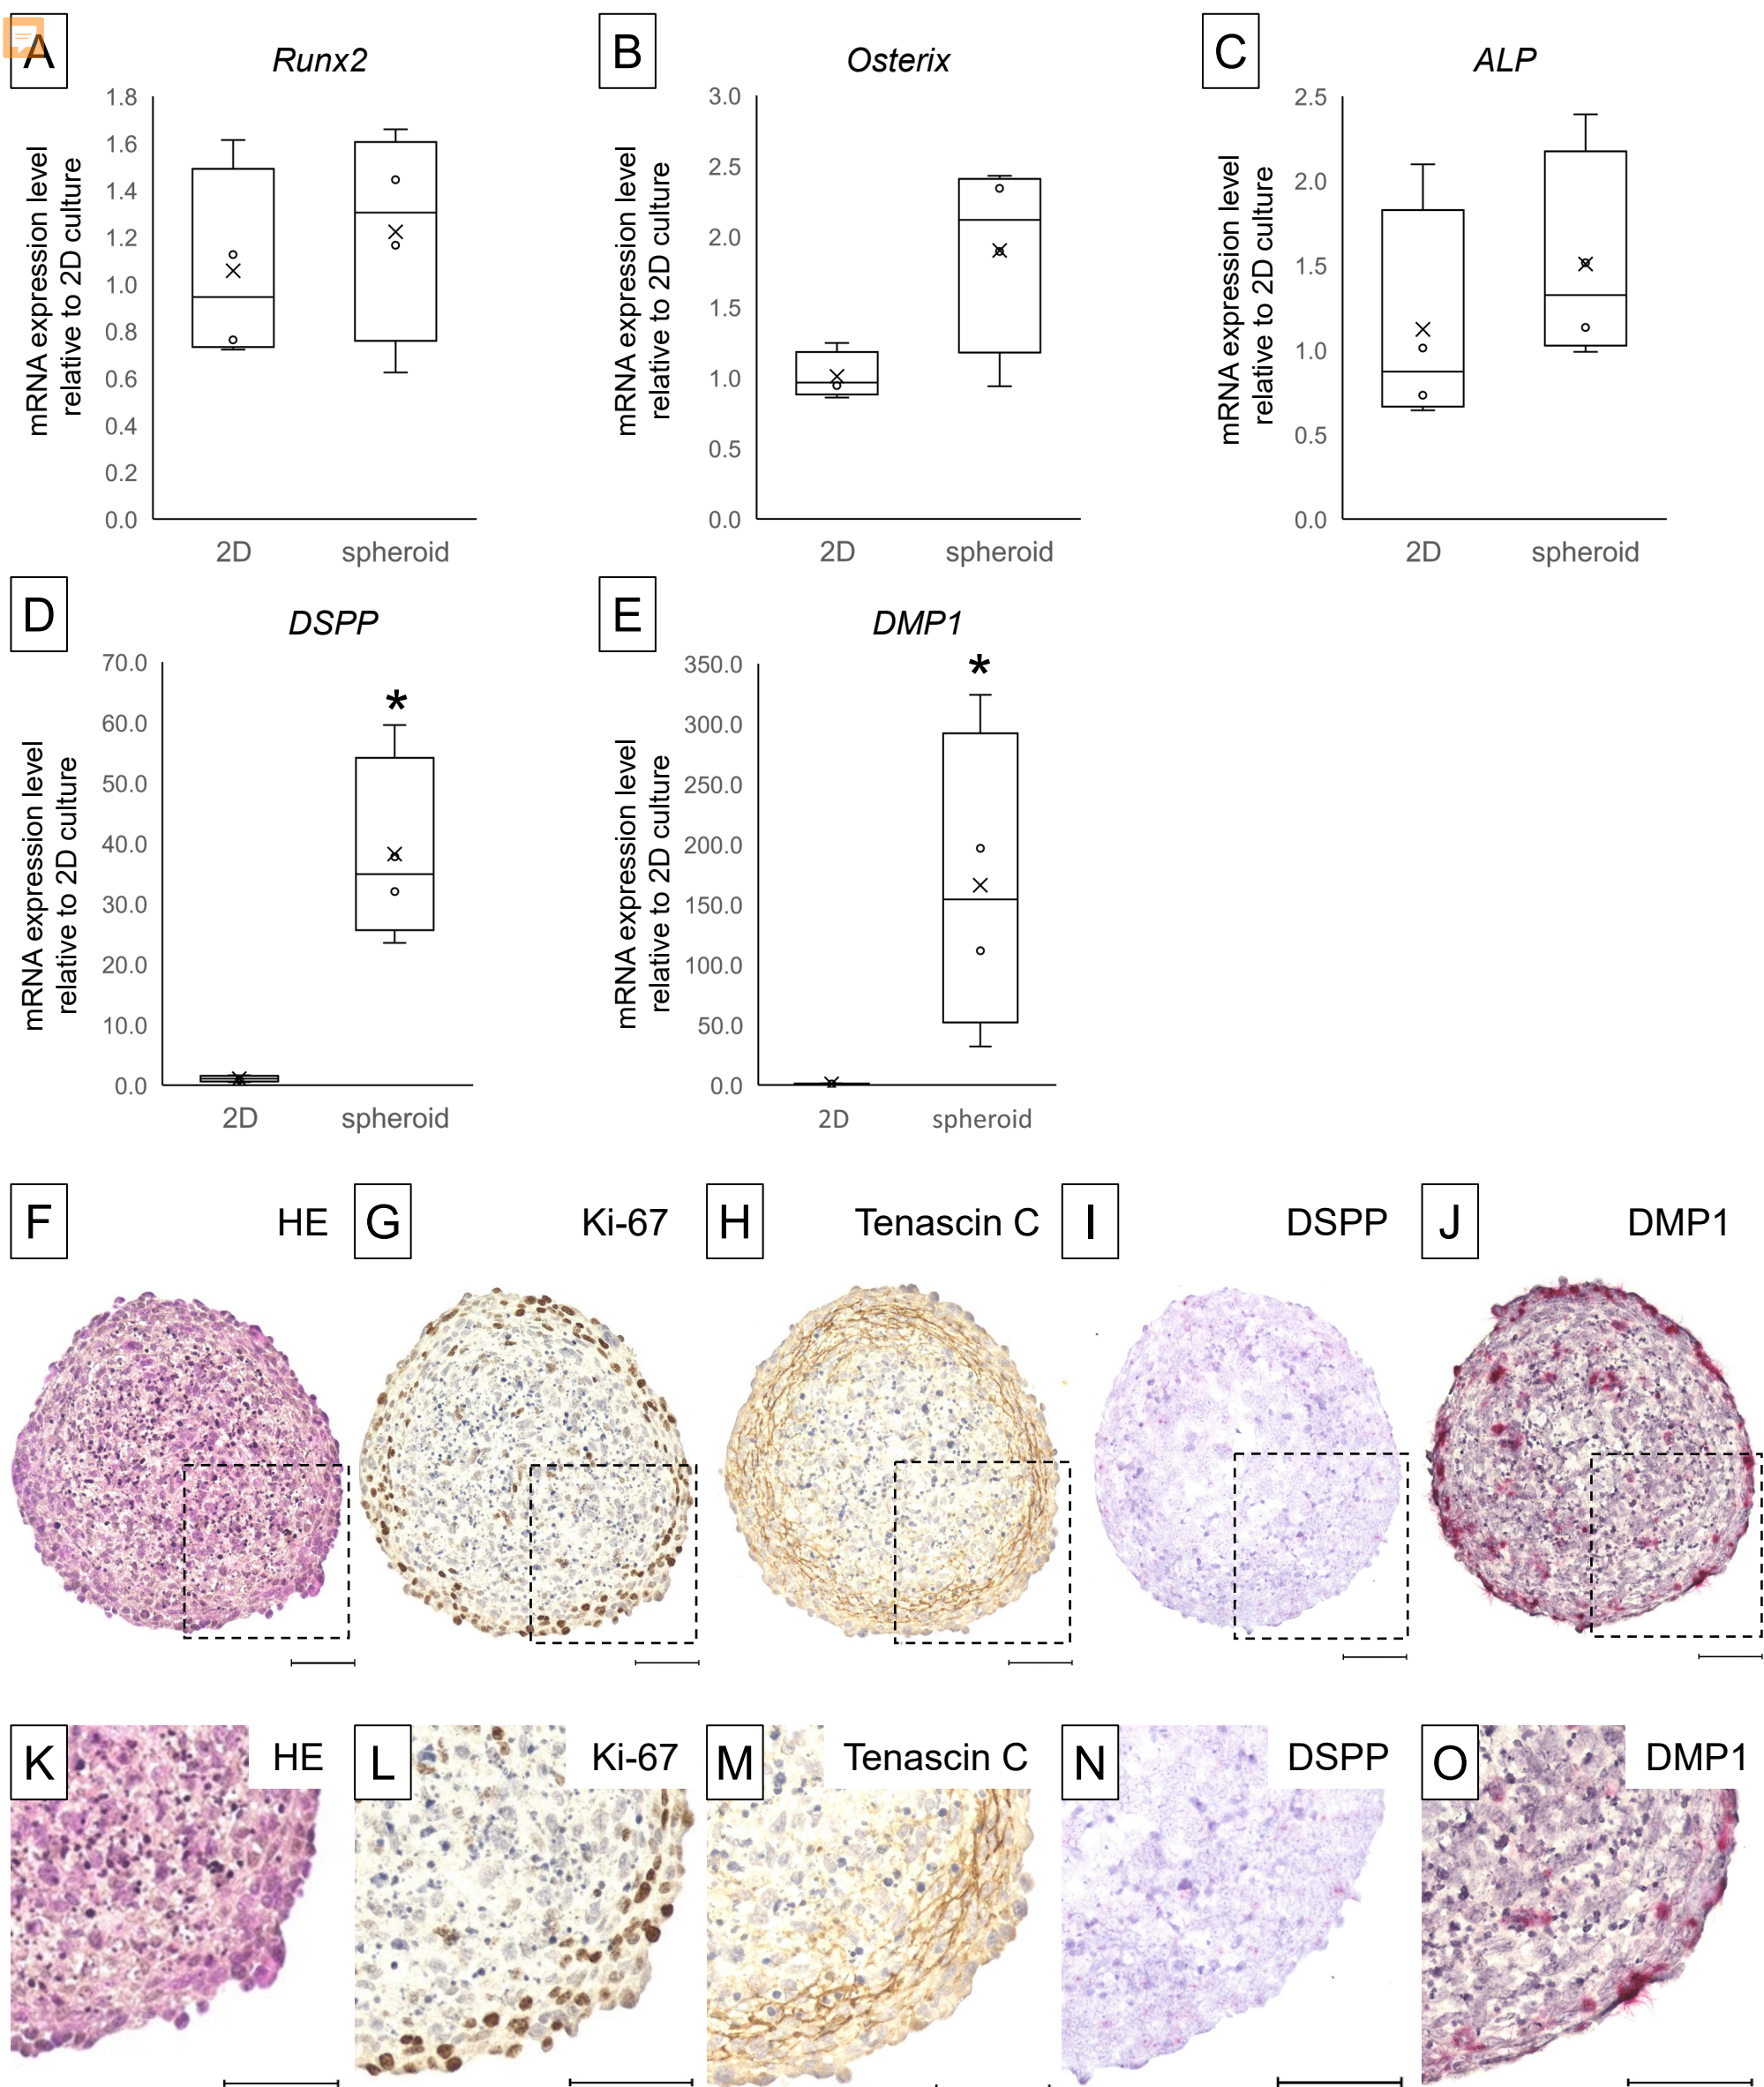 A
Runx2
mRNA expression level
relative to 2D culture
1.8
1.6
1.4
1.2
1.0
0.8
0.6
0.4
0.2
0.0
2D
spheroid
B
Osterix
mRNA expression level
relative to 2D culture
3.0
2.5
2.0
1.5
1.0
0.5
0.0
2D
spheroid
C
ALP
mRNA expression level
relative to 2D culture
2.5
2.0
1.5
1.0
0.5
0.0
2D
spheroid
D
DSPP
mRNA expression level
relative to 2D culture
70.0
60.0
50.0
40.0
30.0
20.0
10.0
0.0
*
2D
spheroid
E
DMP1
mRNA expression level
relative to 2D culture
350.0
300.0
250.0
200.0
150.0
100.0
50.0
0.0
*
2D
spheroid
F HE
G Ki-67
H Tenascin C
I DSPP
J DMP1
K HE
L Ki-67
M Tenascin C
N DSPP
O DMP1